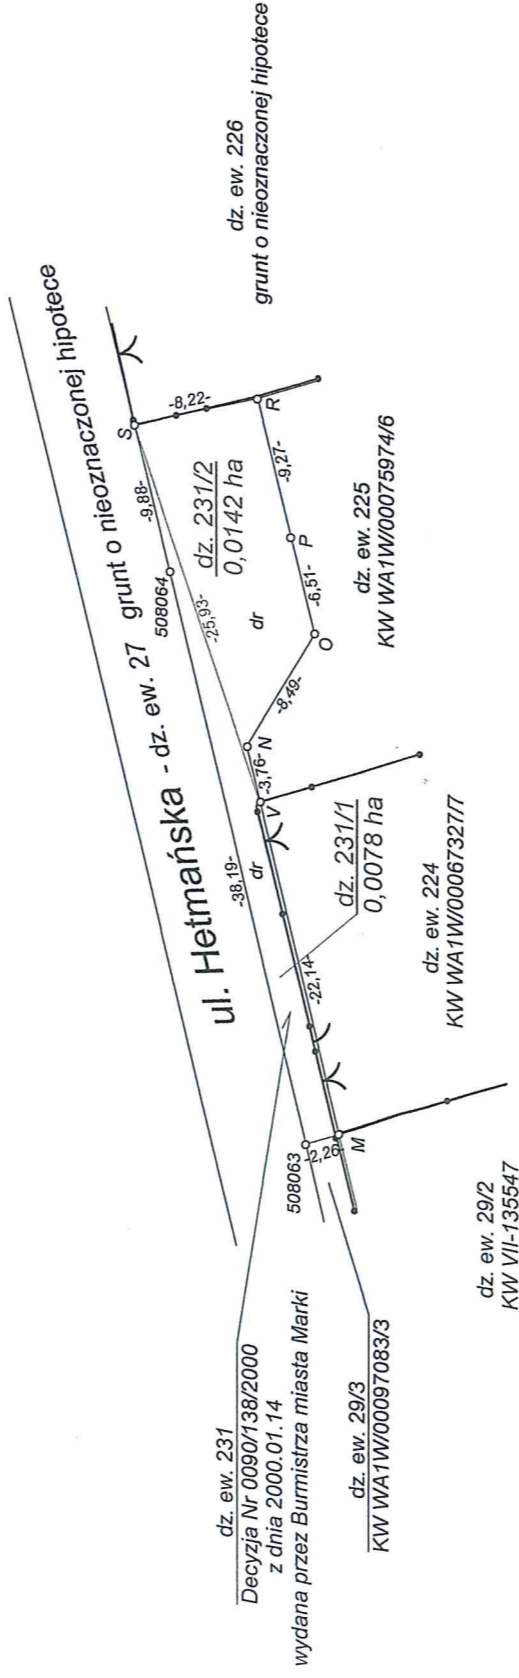 ul. Hetmańska - dz. ew. 27 grunt o nieoznaczonej hipotece
dz. ew. 226
grunt o nieoznaczonej hipotece
S
-8,22-
R
-9,88-
508064
dz. 231/2
0,0142 ha
-25,93-
dr
-9,27-
P
-6,51-
O
-8,49-
N
-3,76-
V
dz. ew. 225
KW WA1W/00075974/6
-38,19-
dr
dz. 231/1
0,0078 ha
-22,14-
dz. ew. 224
KW WA1W/00067327/7
508063
-2,26-
M
dz. ew. 29/2
KW VII-135547
dz. ew. 231
Decyzja Nr 0090/138/2000
z dnia 2000.01.14
wydana przez Burmistrza miasta Marki
dz. ew. 29/3
KW WA1W/00097083/3